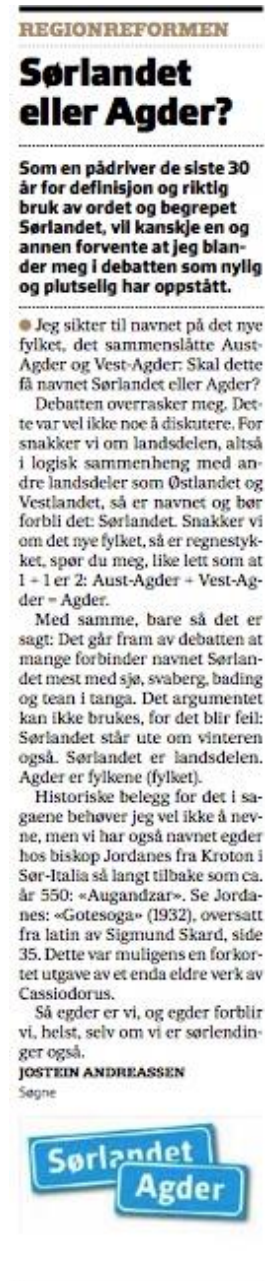 REGIONREFORMEN
Sørlandet
eller Agder?
Som en pådriver de siste 30
år for definisjon og riktig
bruk av ordet og begrepet
Sørlandet, vil kanskje en og
annen forvente at jeg blan-
der meg i debatten som nylig
og plutselig har oppstått.
● Jeg sikter til navnet på det nye
fylket, det sammenslåtte Aust-
Agder og Vest-Agder: Skal dette
få navnet Sørlandet eller Agder?
Debatten overrasker meg. Det-
te var vel ikke noe å diskutere. For
snakker vi om landsdelen, altså
i logisk sammenheng med an-
dre landsdeler som Østlandet og
Vestlandet, så er navnet og bør
forbli det: Sørlandet. Snakker vi
om det nye fylket, så er regnestyk-
ket, spør du meg, like lett som at
1 + 1 er 2: Aust-Agder + Vest-Ag-
der = Agder.
Med samme, bare så det er
sagt: Det går fram av debatten at
mange forbinder navnet Sørlan-
det mest med sjø, svaberg, bading
og tean i tanga. Det argumentet
kan ikke brukes, for det blir feil:
Sørlandet står ute om vinteren
også. Sørlandet er landsdelen.
Agder er fylkene (fylket).
Historiske belegg for det i sa-
gaene behøver jeg vel ikke å nev-
ne, men vi har også navnet egder
hos biskop Jordanes fra Kroton i
Sør-Italia så langt tilbake som ca.
år 550: «Augandzar». Se Jorda-
nes: «Gotesoga» (1932), oversatt
fra latin av Sigmund Skard, side
35. Dette var muligens en forkor-
tet utgave av et enda eldre verk av
Cassiodorus.
Så egder er vi, og egder forblir
vi, helst, selv om vi er sørlendin-
ger også.
JOSTEIN ANDREASSEN
Søgne
Sørlandet
Agder